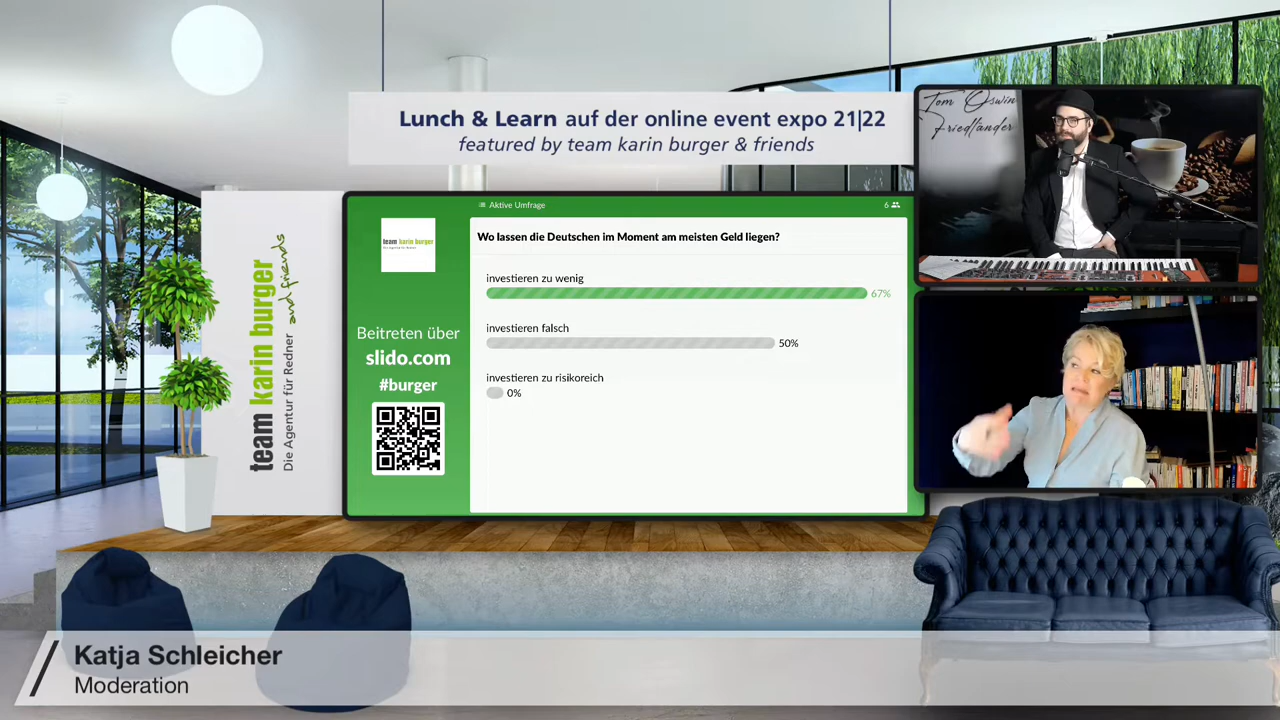 Lunch & Learn auf der online event expo 21|22
featured by team karin burger & friends
Tom Oswin
Friedländer
team karin burger
and friends
Die Agentur für Redner
team karin burger
Beitreten über
slido.com
#burger
Aktive Umfrage
6
Wo lassen die Deutschen im Moment am meisten Geld liegen?
investieren zu wenig
67%
investieren falsch
50%
investieren zu risikoreich
0%
Katja Schleicher
Moderation